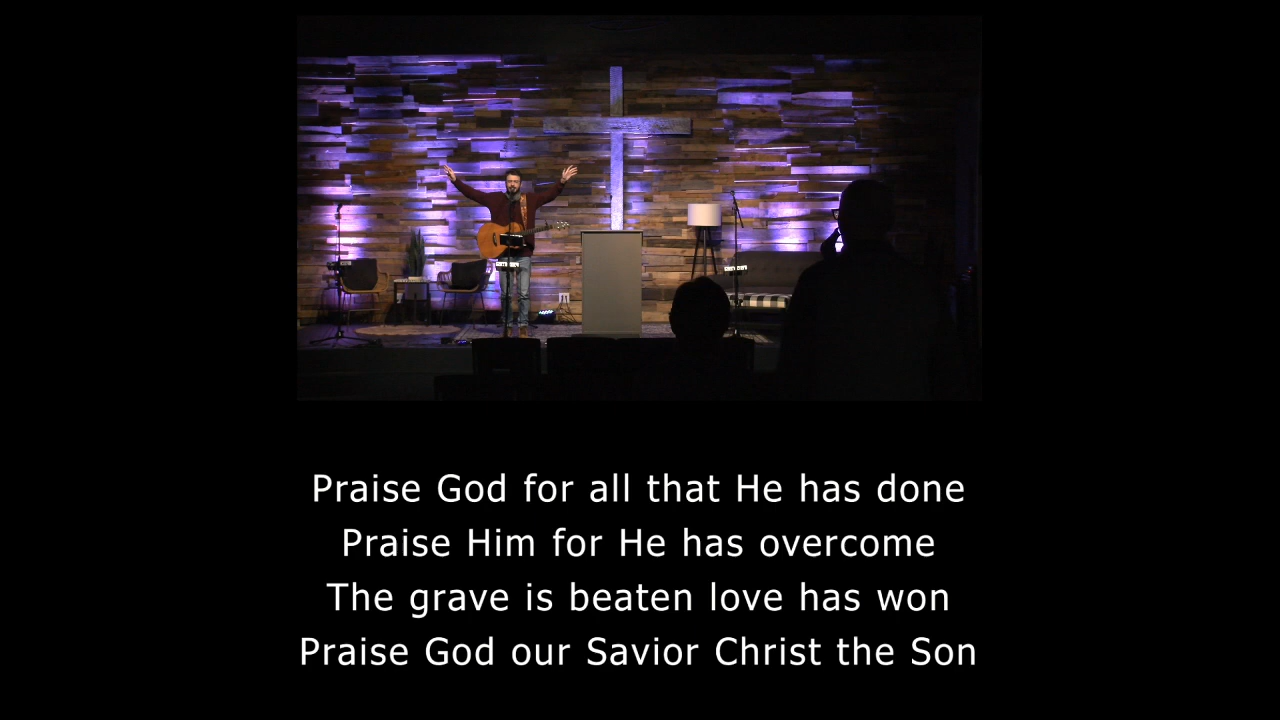 Praise God for all that He has done
Praise Him for He has overcome
The grave is beaten love has won
Praise God our Savior Christ the Son